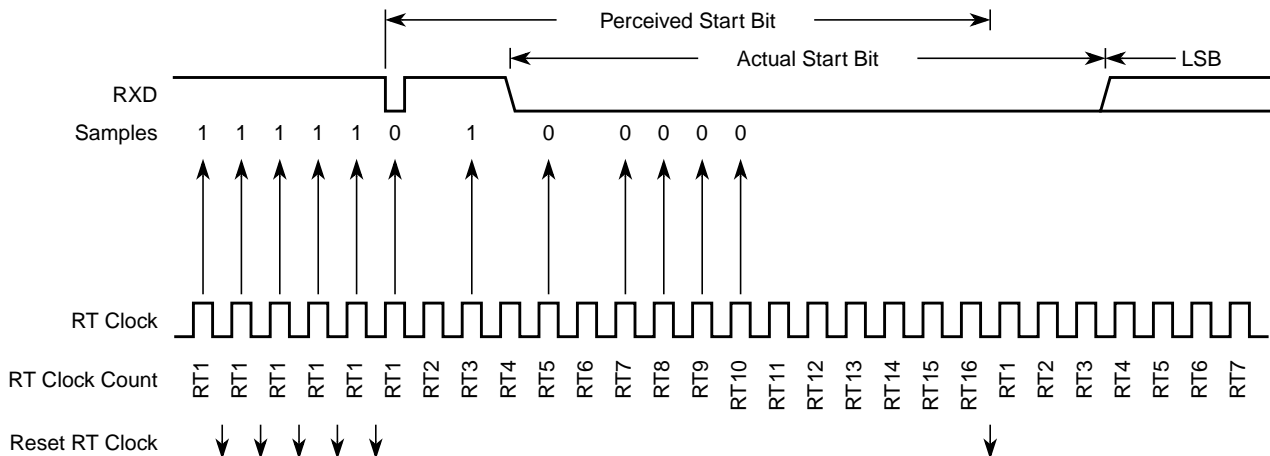 Perceived Start Bit
Actual Start Bit
LSB
RXD
Samples 1 1 1 1 1 0 1 0 0 0 0 0
RT Clock
RT Clock Count RT1 RT1 RT1 RT1 RT1 RT1 RT2 RT3 RT4 RT5 RT6 RT7 RT8 RT9 RT10 RT11 RT12 RT13 RT14 RT15 RT16 RT1 RT2 RT3 RT4 RT5 RT6 RT7
Reset RT Clock